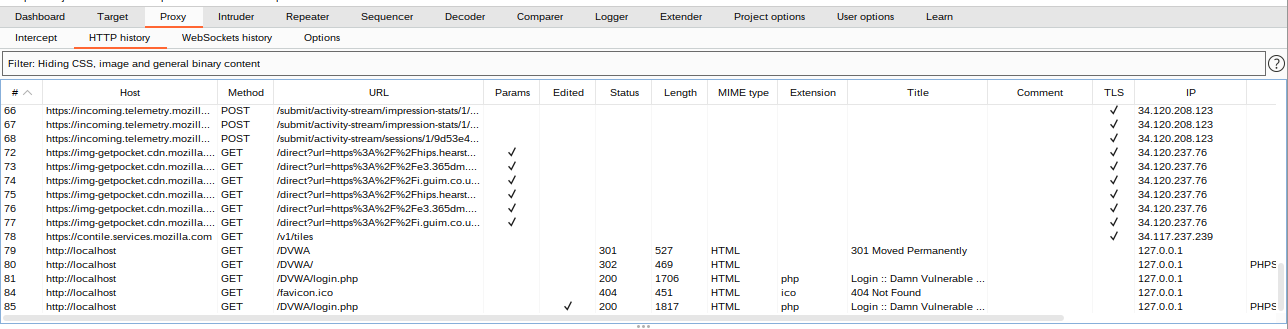 Dashboard Target Proxy Intruder Repeater Sequencer Decoder Comparer Logger Extender Project options User options Learn
Intercept HTTP history WebSockets history Options
Filter: Hiding CSS, image and general binary content ?
# Host Method URL Params Edited Status Length MIME type Extension Title Comment TLS IP
66 https://incoming.telemetry.mozill... POST /submit/activity-stream/impression-stats/1/... ✓ 34.120.208.123
67 https://incoming.telemetry.mozill... POST /submit/activity-stream/impression-stats/1/... ✓ 34.120.208.123
68 https://incoming.telemetry.mozill... POST /submit/activity-stream/sessions/1/9d53e4... ✓ 34.120.208.123
72 https://img-getpocket.cdn.mozilla.... GET /direct?url=https%3A%2F%2Fhips.hearst... ✓ ✓ 34.120.237.76
73 https://img-getpocket.cdn.mozilla.... GET /direct?url=https%3A%2F%2Fe3.365dm.... ✓ ✓ 34.120.237.76
74 https://img-getpocket.cdn.mozilla.... GET /direct?url=https%3A%2F%2Fi.guim.co.u... ✓ ✓ 34.120.237.76
75 https://img-getpocket.cdn.mozilla.... GET /direct?url=https%3A%2F%2Fhips.hearst... ✓ ✓ 34.120.237.76
76 https://img-getpocket.cdn.mozilla.... GET /direct?url=https%3A%2F%2Fe3.365dm.... ✓ ✓ 34.120.237.76
77 https://img-getpocket.cdn.mozilla.... GET /direct?url=https%3A%2F%2Fi.guim.co.u... ✓ ✓ 34.120.237.76
78 https://contile.services.mozilla.com GET /v1/tiles ✓ 34.117.237.239
79 http://localhost GET /DVWA 301 527 HTML 301 Moved Permanently 127.0.0.1
80 http://localhost GET /DVWA/ 302 469 HTML 127.0.0.1 PHPS
81 http://localhost GET /DVWA/login.php 200 1706 HTML php Login :: Damn Vulnerable ... 127.0.0.1
84 http://localhost GET /favicon.ico 404 451 HTML ico 404 Not Found 127.0.0.1
85 http://localhost GET /DVWA/login.php ✓ 200 1817 HTML php Login :: Damn Vulnerable ... 127.0.0.1 PHPS